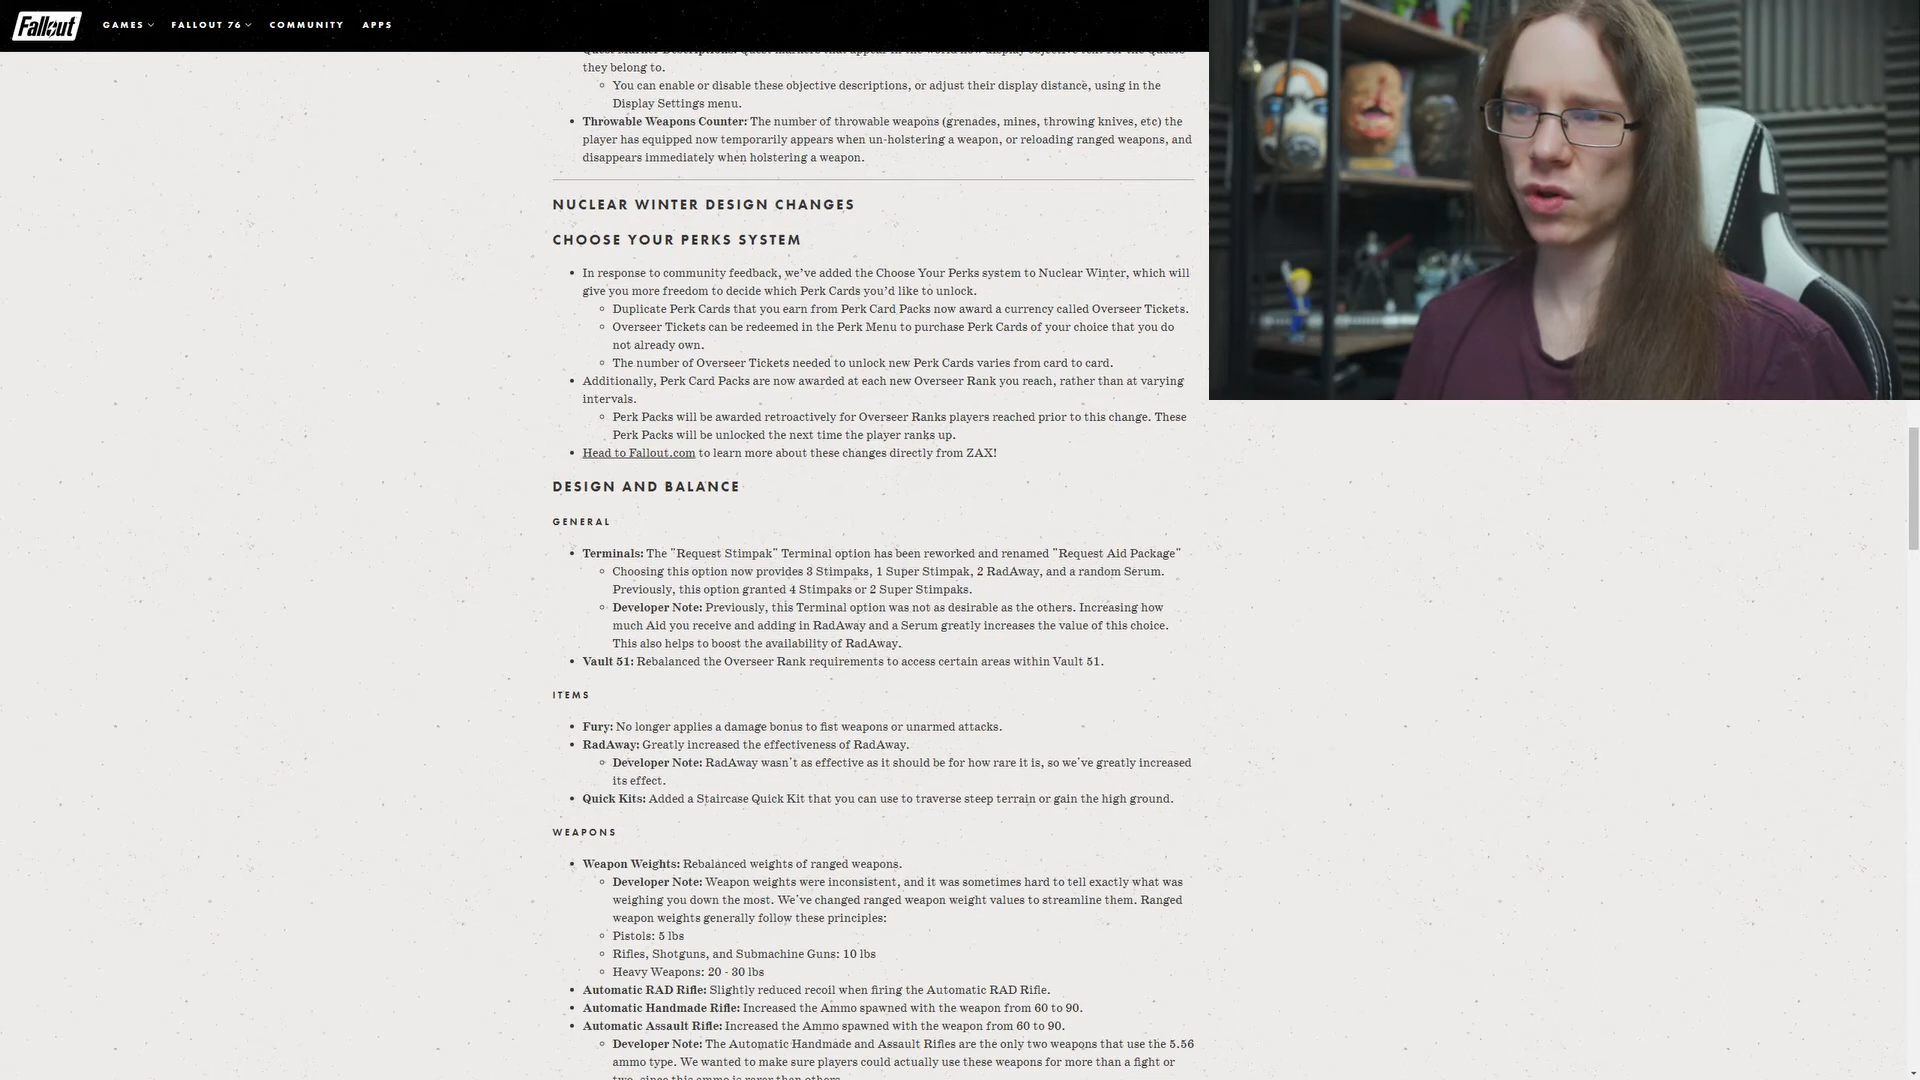 Fallout
GAMES
FALLOUT 76
COMMUNITY
APPS
Quest Marker Descriptions: Quest markers that appear in the world now display objective text for the Quests
they belong to.
You can enable or disable these objective descriptions, or adjust their display distance, using in the
Display Settings menu.
Throwable Weapons Counter: The number of throwable weapons (grenades, mines, throwing knives, etc) the
player has equipped now temporarily appears when un-holstering a weapon, or reloading ranged weapons, and
disappears immediately when holstering a weapon.
NUCLEAR WINTER DESIGN CHANGES
CHOOSE YOUR PERKS SYSTEM
In response to community feedback, we've added the Choose Your Perks system to Nuclear Winter, which will
give you more freedom to decide which Perk Cards you'd like to unlock.
Duplicate Perk Cards that you earn from Perk Card Packs now award a currency called Overseer Tickets.
Overseer Tickets can be redeemed in the Perk Menu to purchase Perk Cards of your choice that you do
not already own.
The number of Overseer Tickets needed to unlock new Perk Cards varies from card to card.
Additionally, Perk Card Packs are now awarded at each new Overseer Rank you reach, rather than at varying
intervals.
Perk Packs will be awarded retroactively for Overseer Ranks players reached prior to this change. These
Perk Packs will be unlocked the next time the player ranks up.
Head to Fallout.com to learn more about these changes directly from ZAX!
DESIGN AND BALANCE
GENERAL
Terminals: The "Request Stimpak" Terminal option has been reworked and renamed "Request Aid Package"
Choosing this option now provides 3 Stimpaks, 1 Super Stimpak, 2 RadAway, and a random Serum.
Previously, this option granted 4 Stimpaks or 2 Super Stimpaks.
Developer Note: Previously, this Terminal option was not as desirable as the others. Increasing how
much Aid you receive and adding in RadAway and a Serum greatly increases the value of this choice.
This also helps to boost the availability of RadAway.
Vault 51: Rebalanced the Overseer Rank requirements to access certain areas within Vault 51.
ITEMS
Fury: No longer applies a damage bonus to fist weapons or unarmed attacks.
RadAway: Greatly increased the effectiveness of RadAway.
Developer Note: RadAway wasn't as effective as it should be for how rare it is, so we've greatly increased
its effect.
Quick Kits: Added a Staircase Quick Kit that you can use to traverse steep terrain or gain the high ground.
WEAPONS
Weapon Weights: Rebalanced weights of ranged weapons.
Developer Note: Weapon weights were inconsistent, and it was sometimes hard to tell exactly what was
weighing you down the most. We've changed ranged weapon weight values to streamline them. Ranged
weapon weights generally follow these principles:
Pistols: 5 lbs
Rifles, Shotguns, and Submachine Guns: 10 lbs
Heavy Weapons: 20 - 30 lbs
Automatic RAD Rifle: Slightly reduced recoil when firing the Automatic RAD Rifle.
Automatic Handmade Rifle: Increased the Ammo spawned with the weapon from 60 to 90.
Automatic Assault Rifle: Increased the Ammo spawned with the weapon from 60 to 90.
Developer Note: The Automatic Handmade and Assault Rifles are the only two weapons that use the 5.56
ammo type. We wanted to make sure players could actually use these weapons for more than a fight or
two, since this ammo is rarer than others.